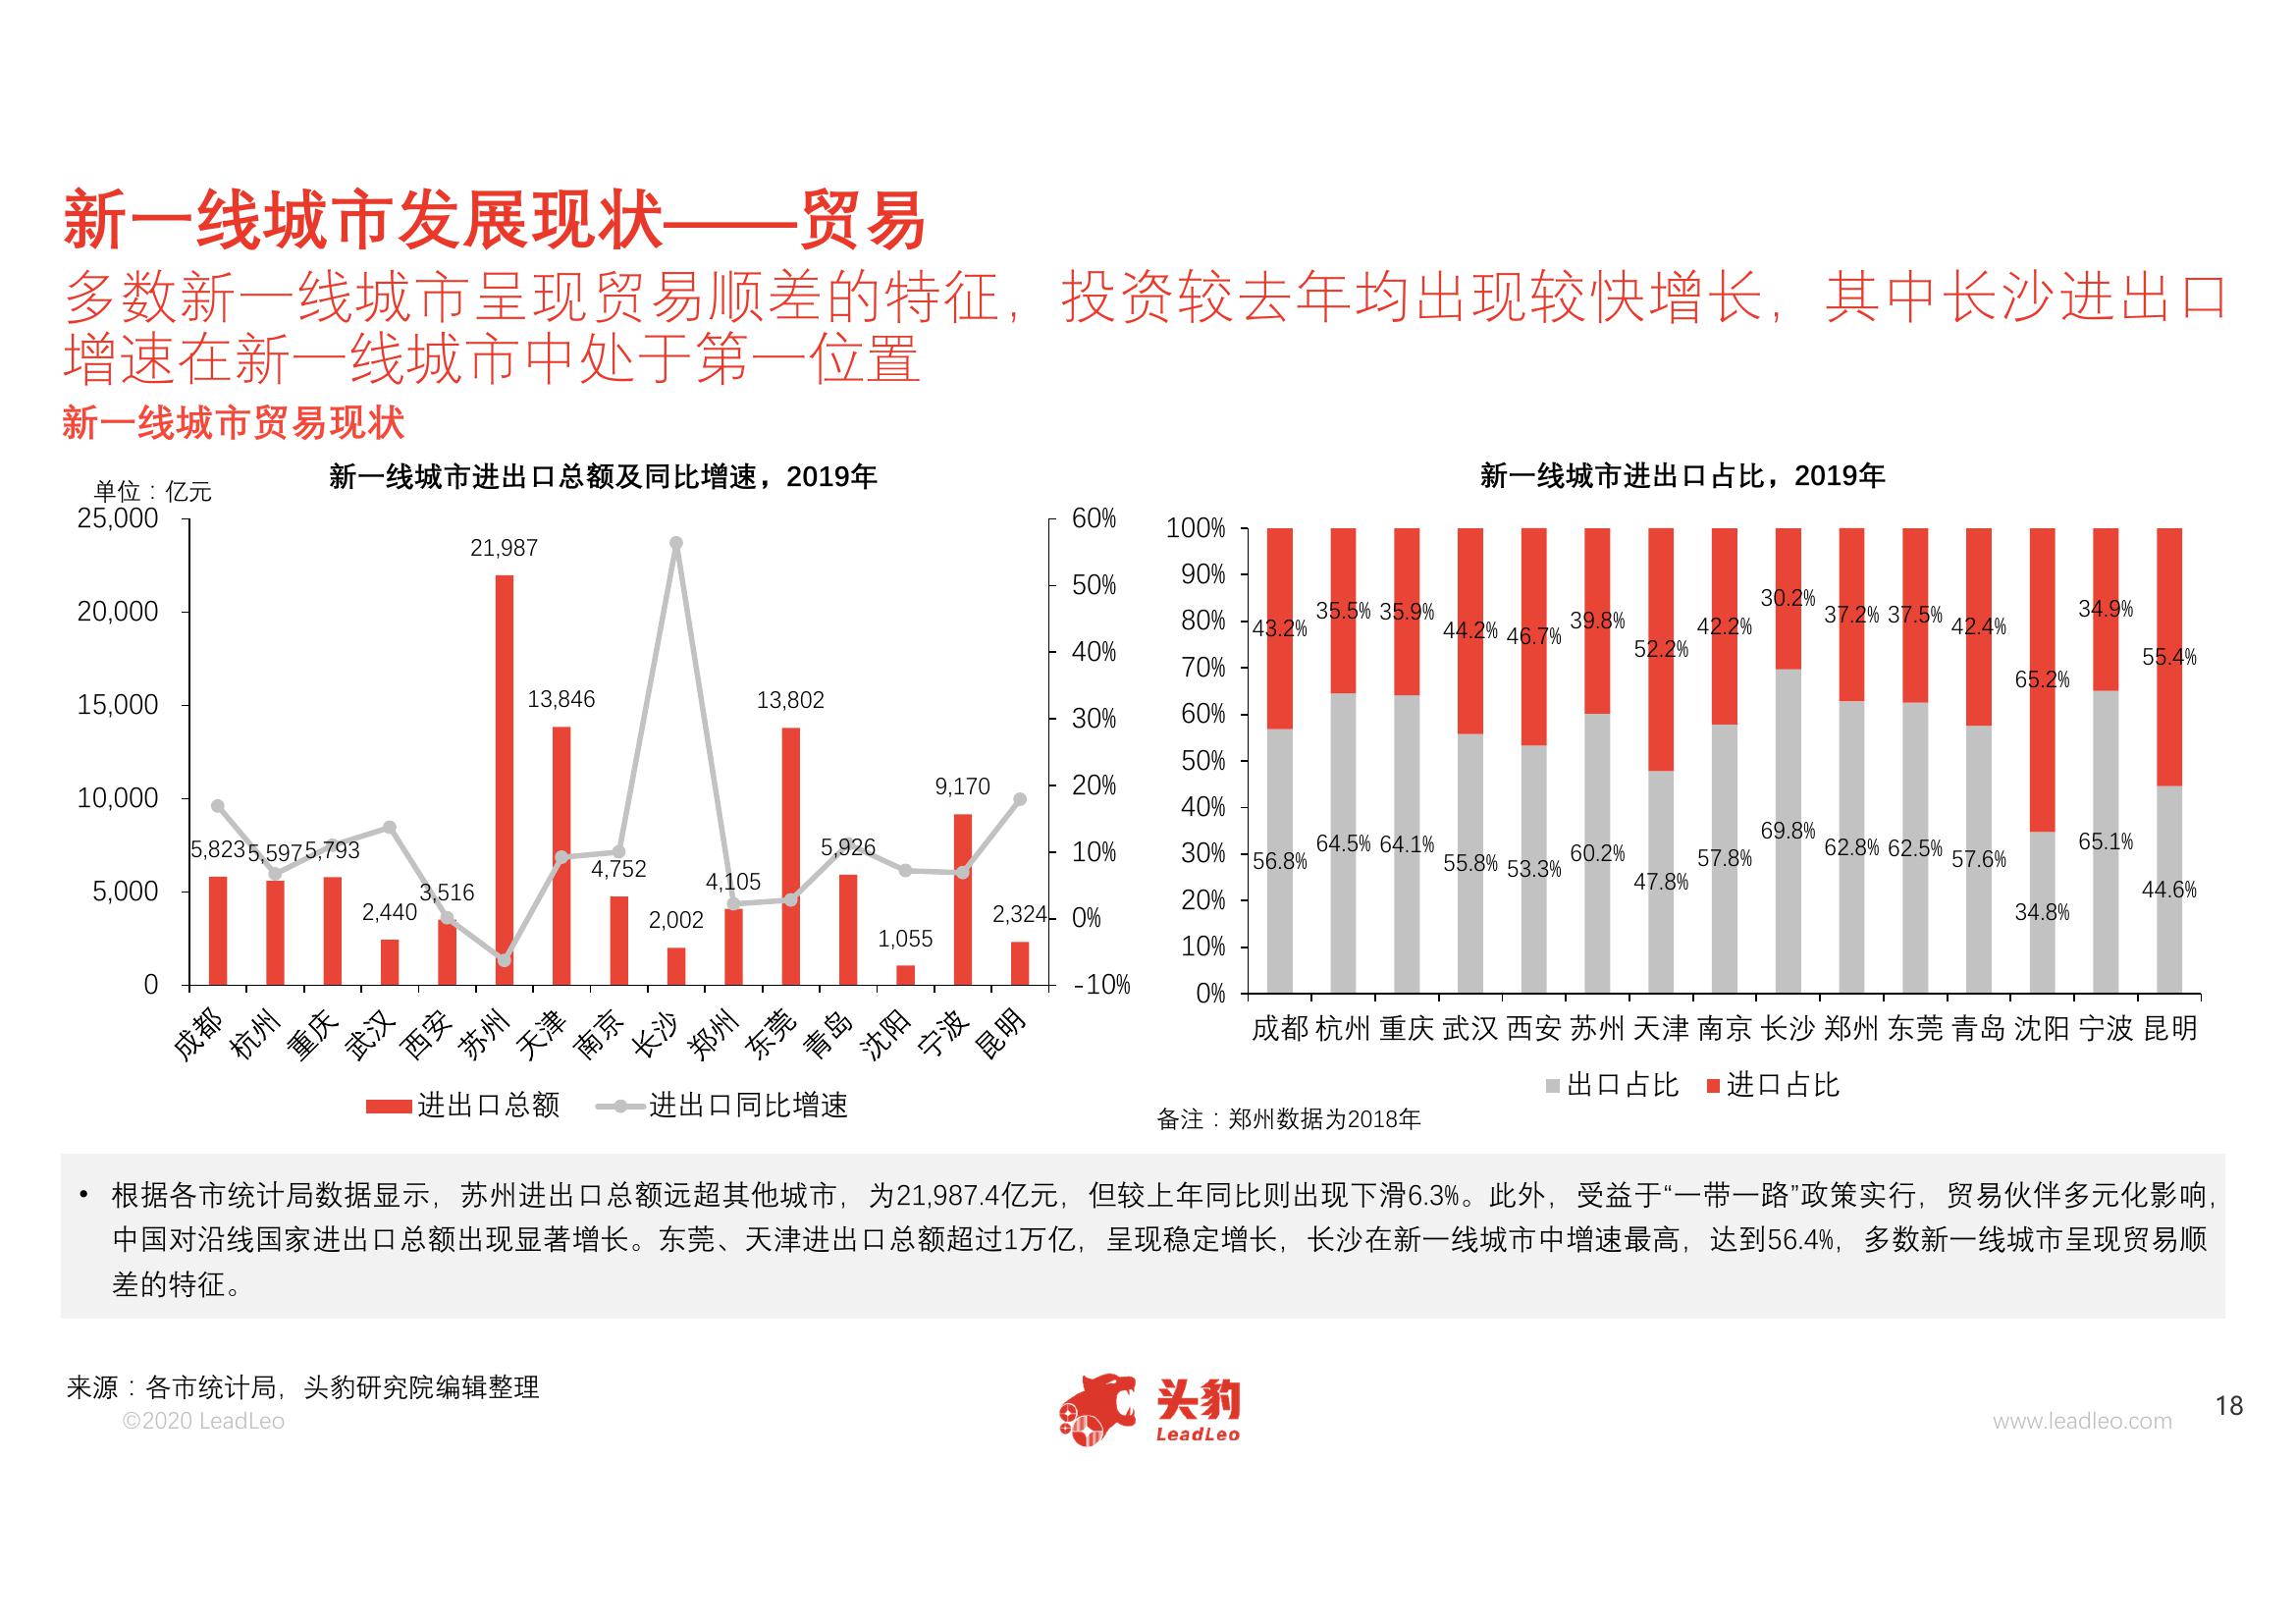 新一线城市发展现状——贸易
多数新一线城市呈现贸易顺差的特征，投资较去年均出现较快增长，其中长沙进出口
增速在新一线城市中处于第一位置
新一线城市贸易现状
新一线城市进出口总额及同比增速，2019年
单位：亿元
25,000
20,000
15,000
10,000
5,000
0
60%
50%
40%
30%
20%
10%
0%
-10%
5,823
5,597
5,793
2,440
3,516
21,987
13,846
4,752
2,002
4,105
13,802
5,926
1,055
9,170
2,324
成都 杭州 重庆 武汉 西安 苏州 天津 南京 长沙 郑州 东莞 青岛 沈阳 宁波 昆明
进出口总额 进出口同比增速
新一线城市进出口占比，2019年
100%
90%
80%
70%
60%
50%
40%
30%
20%
10%
0%
43.2% 35.5% 35.9% 44.2% 46.7% 39.8% 52.2% 42.2% 30.2% 37.2% 37.5% 42.4% 65.2% 34.9% 55.4%
56.8% 64.5% 64.1% 55.8% 53.3% 60.2% 47.8% 57.8% 69.8% 62.8% 62.5% 57.6% 34.8% 65.1% 44.6%
成都 杭州 重庆 武汉 西安 苏州 天津 南京 长沙 郑州 东莞 青岛 沈阳 宁波 昆明
出口占比 进口占比
备注：郑州数据为2018年
• 根据各市统计局数据显示，苏州进出口总额远超其他城市，为21,987.4亿元，但较上年同比则出现下滑6.3%。此外，受益于“一带一路”政策实行，贸易伙伴多元化影响，
中国对沿线国家进出口总额出现显著增长。东莞、天津进出口总额超过1万亿，呈现稳定增长，长沙在新一线城市中增速最高，达到56.4%，多数新一线城市呈现贸易顺
差的特征。
来源：各市统计局，头豹研究院编辑整理
©2020 LeadLeo
头豹
LeadLeo
www.leadleo.com
18